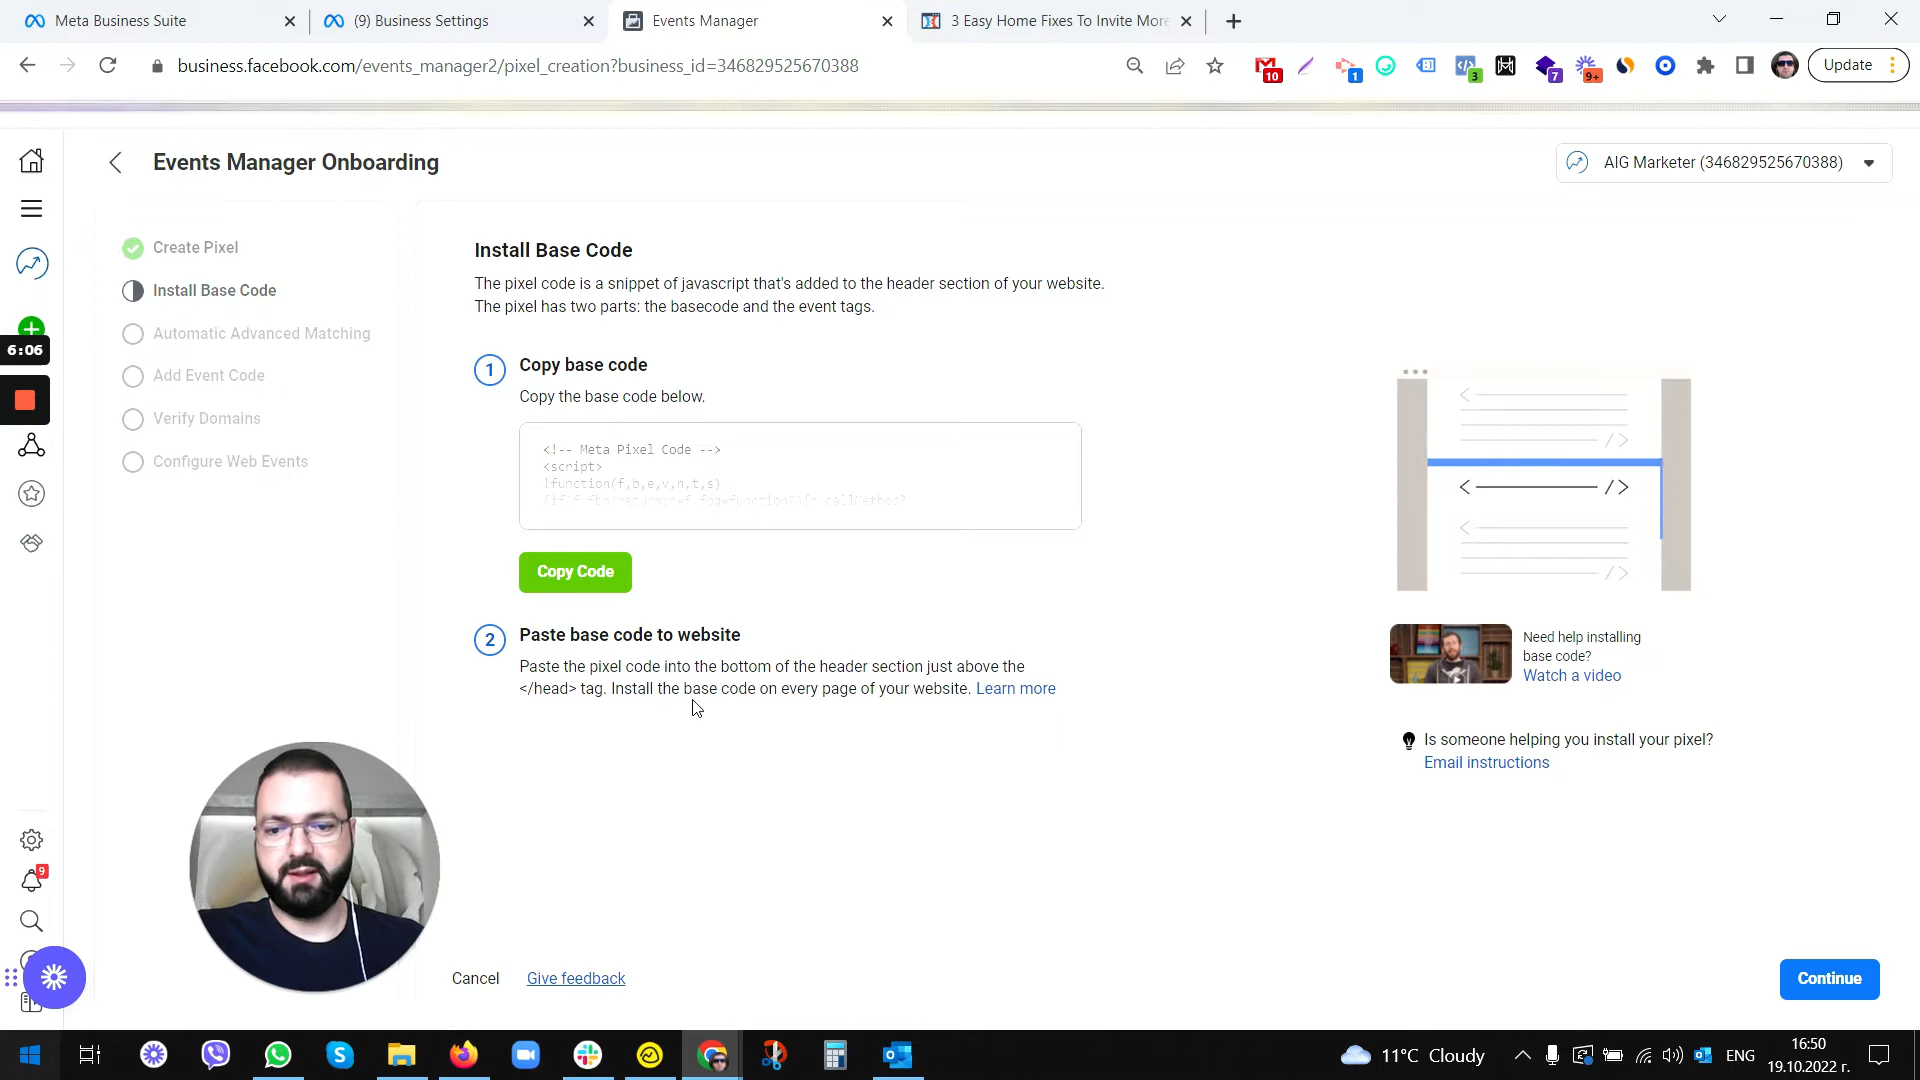 Meta Business Suite
(9) Business Settings
Events Manager
3 Easy Home Fixes To Invite More
business.facebook.com/events_manager2/pixel_creation?business_id=346829525670388
10
1
3
7
9+
Update
Events Manager Onboarding
AIG Marketer (346829525670388)
Create Pixel
Install Base Code
Automatic Advanced Matching
Add Event Code
Verify Domains
Configure Web Events
6:06
9
Install Base Code
The pixel code is a snippet of javascript that's added to the header section of your website.
The pixel has two parts: the basecode and the event tags.
1
Copy base code
Copy the base code below.
<!-- Meta Pixel Code -->
<script>
!function(f,b,e,v,n,t,s)
Copy Code
2
Paste base code to website
Paste the pixel code into the bottom of the header section just above the
</head> tag. Install the base code on every page of your website. Learn more
Need help installing
base code?
Watch a video
Is someone helping you install your pixel?
Email instructions
Cancel
Give feedback
Continue
11°C Cloudy
ENG
16:50
19.10.2022 г.